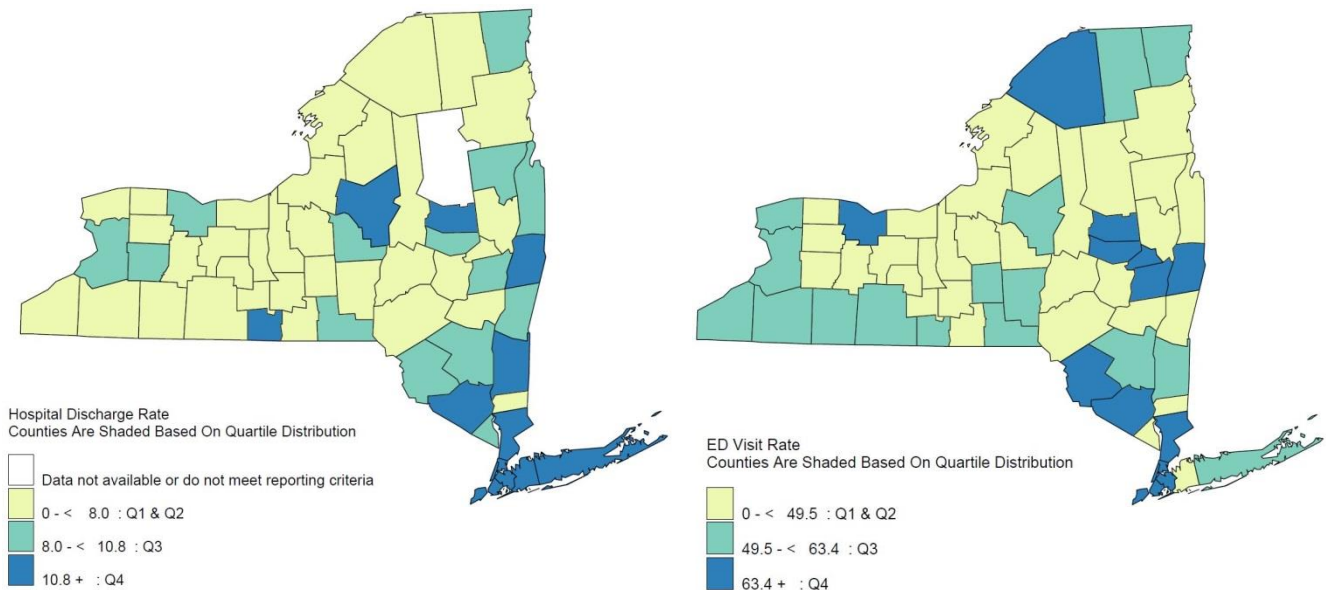 Hospital Discharge Rate
Counties Are Shaded Based On Quartile Distribution
Data not available or do not meet reporting criteria
0 - < 8.0 : Q1 & Q2
8.0 - < 10.8 : Q3
10.8 + : Q4
ED Visit Rate
Counties Are Shaded Based On Quartile Distribution
0 - < 49.5 : Q1 & Q2
49.5 - < 63.4 : Q3
63.4 + : Q4